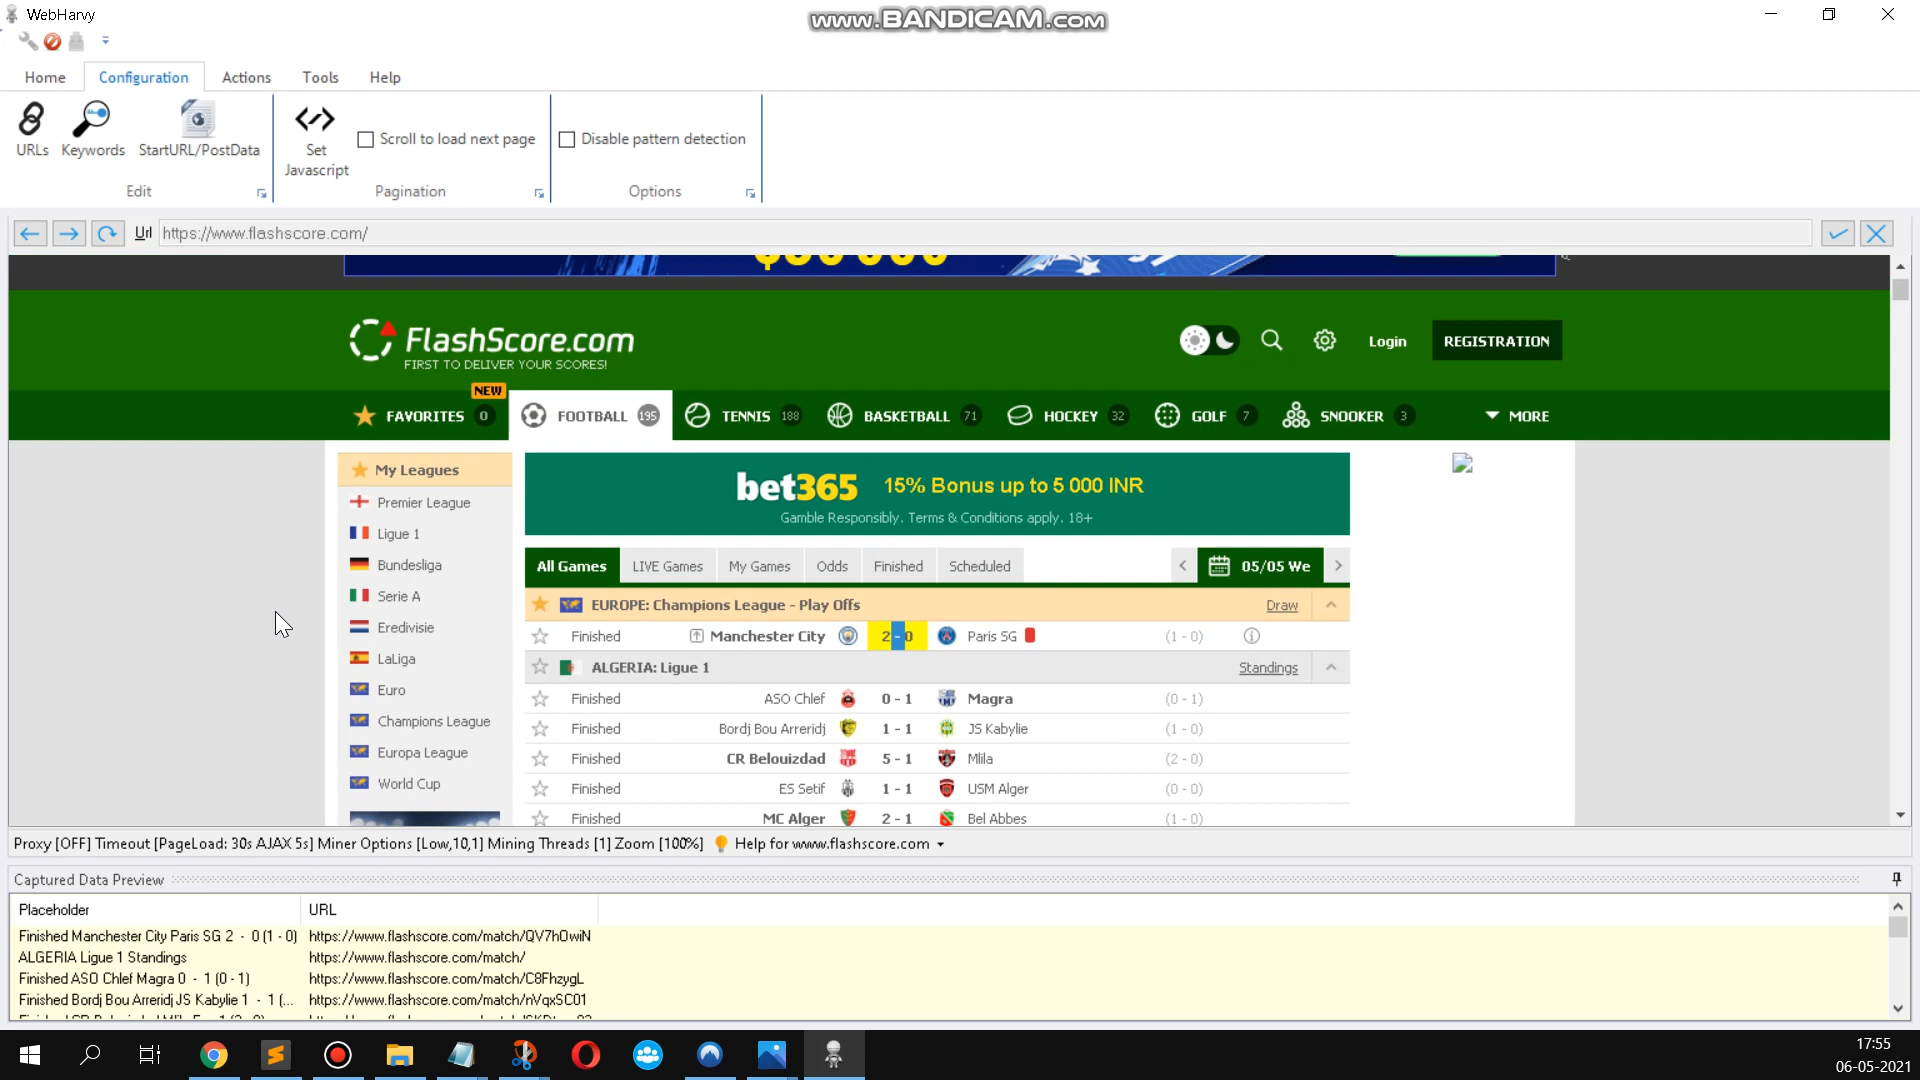 WebHarvy
www.BANDICAM.com
Home Configuration Actions Tools Help
URLs Keywords StartURL/PostData
Set Javascript
Scroll to load next page
Disable pattern detection
Edit Pagination Options
Url https://www.flashscore.com/
FlashScore.com
FIRST TO DELIVER YOUR SCORES!
Login REGISTRATION
NEW
FAVORITES 0 FOOTBALL 195 TENNIS 188 BASKETBALL 71 HOCKEY 32 GOLF 7 SNOOKER 3 MORE
My Leagues
Premier League
Ligue 1
Bundesliga
Serie A
Eredivisie
LaLiga
Euro
Champions League
Europa League
World Cup
bet365 15% Bonus up to 5 000 INR
Gamble Responsibly. Terms & Conditions apply. 18+
All Games LIVE Games My Games Odds Finished Scheduled 05/05 We
EUROPE: Champions League - Play Offs Draw
Finished Manchester City 2 - 0 Paris SG (1 - 0)
ALGERIA: Ligue 1 Standings
Finished ASO Chlef 0 - 1 Magra (0 - 1)
Finished Bordj Bou Arreridj 1 - 1 JS Kabylie (1 - 0)
Finished CR Belouizdad 5 - 1 Mlila (2 - 0)
Finished ES Setif 1 - 1 USM Alger (0 - 0)
Finished MC Alger 2 - 1 Bel Abbes (1 - 0)
Proxy [OFF] Timeout [PageLoad: 30s AJAX 5s] Miner Options [Low,10,1] Mining Threads [1] Zoom [100%] Help for www.flashscore.com
Captured Data Preview
Placeholder URL
Finished Manchester City Paris SG 2 - 0 (1 - 0) https://www.flashscore.com/match/QV7hOwiN
ALGERIA Ligue 1 Standings https://www.flashscore.com/match/
Finished ASO Chlef Magra 0 - 1 (0 - 1) https://www.flashscore.com/match/C8FhzygL
Finished Bordj Bou Arreridj JS Kabylie 1 - 1 (... https://www.flashscore.com/match/nVqxSC01
17:55
06-05-2021